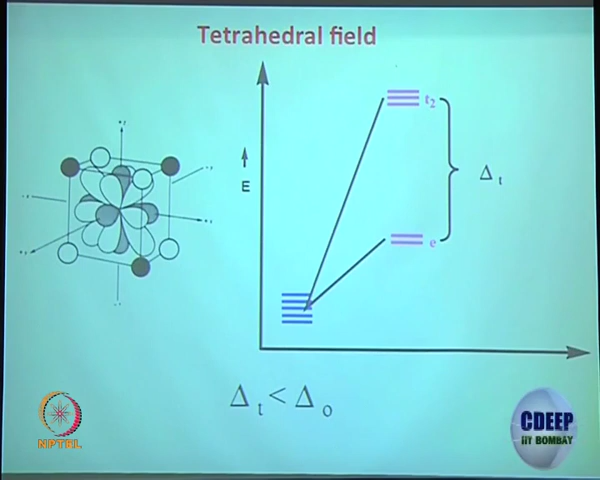 Tetrahedral field
t2
E
Δt
e
Δt < Δo
NPTEL
CDEEP
IIT BOMBAY